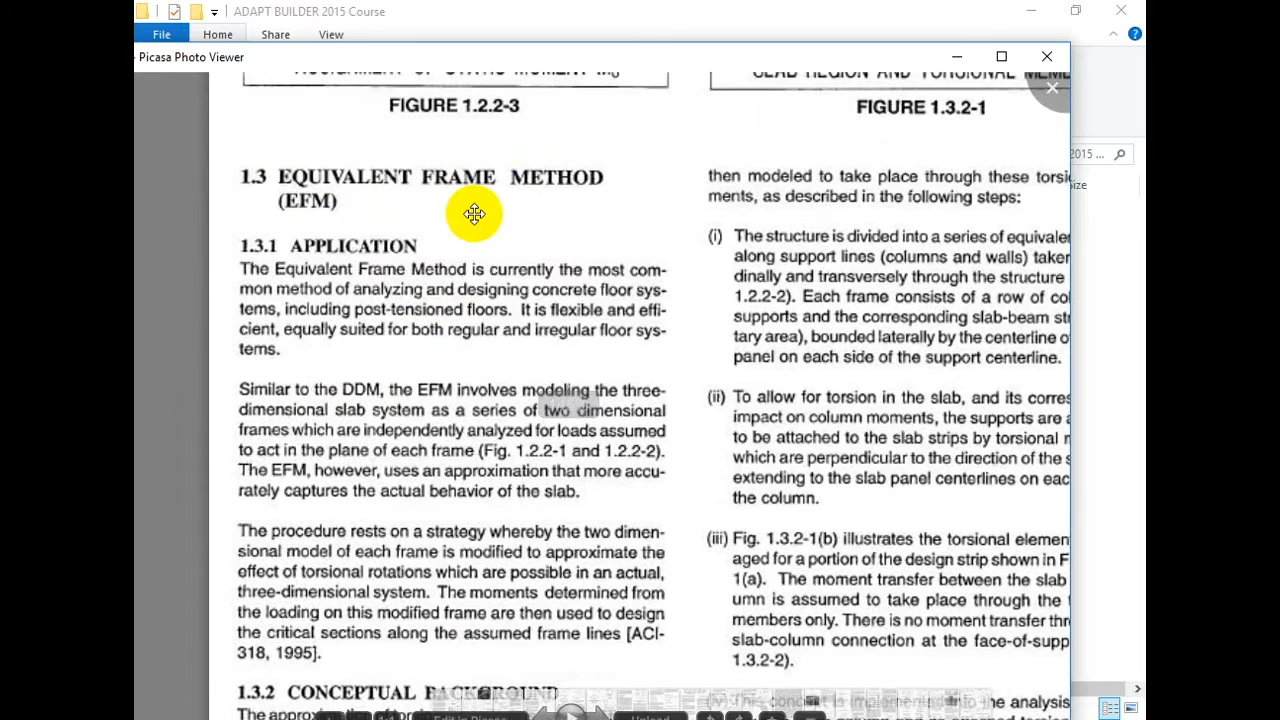 ADAPT BUILDER 2015 Course
File Home Share View
Picasa Photo Viewer
FIGURE 1.2.2-3
1.3 EQUIVALENT FRAME METHOD
(EFM)
1.3.1 APPLICATION
The Equivalent Frame Method is currently the most com-
mon method of analyzing and designing concrete floor sys-
tems, including post-tensioned floors. It is flexible and effi-
cient, equally suited for both regular and irregular floor sys-
tems.
Similar to the DDM, the EFM involves modeling the three-
dimensional slab system as a series of two dimensional
frames which are independently analyzed for loads assumed
to act in the plane of each frame (Fig. 1.2.2-1 and 1.2.2-2).
The EFM, however, uses an approximation that more accu-
rately captures the actual behavior of the slab.
The procedure rests on a strategy whereby the two dimen-
sional model of each frame is modified to approximate the
effect of torsional rotations which are possible in an actual,
three-dimensional system. The moments determined from
the loading on this modified frame are then used to design
the critical sections along the assumed frame lines [ACI-
318, 1995].
1.3.2 CONCEPTUAL BACKGROUND
SLAB REGION AND TORSIONAL MEME
FIGURE 1.3.2-1
then modeled to take place through these torsi
ments, as described in the following steps:
(i) The structure is divided into a series of equivale
along support lines (columns and walls) taker
dinally and transversely through the structure
1.2.2-2). Each frame consists of a row of co
supports and the corresponding slab-beam st
tary area), bounded laterally by the centerline o
panel on each side of the support centerline.
(ii) To allow for torsion in the slab, and its corres
impact on column moments, the supports are a
to be attached to the slab strips by torsional
which are perpendicular to the direction of the s
extending to the slab panel centerlines on eac
the column.
(iii) Fig. 1.3.2-1(b) illustrates the torsional elemen
aged for a portion of the design strip shown in F
1(a). The moment transfer between the slab
umn is assumed to take place through the
members only. There is no moment transfer thr
slab-column connection at the face-of-supp
1.3.2-2).
(iv) This concept is implemented into the analysis
2015 ...
ize